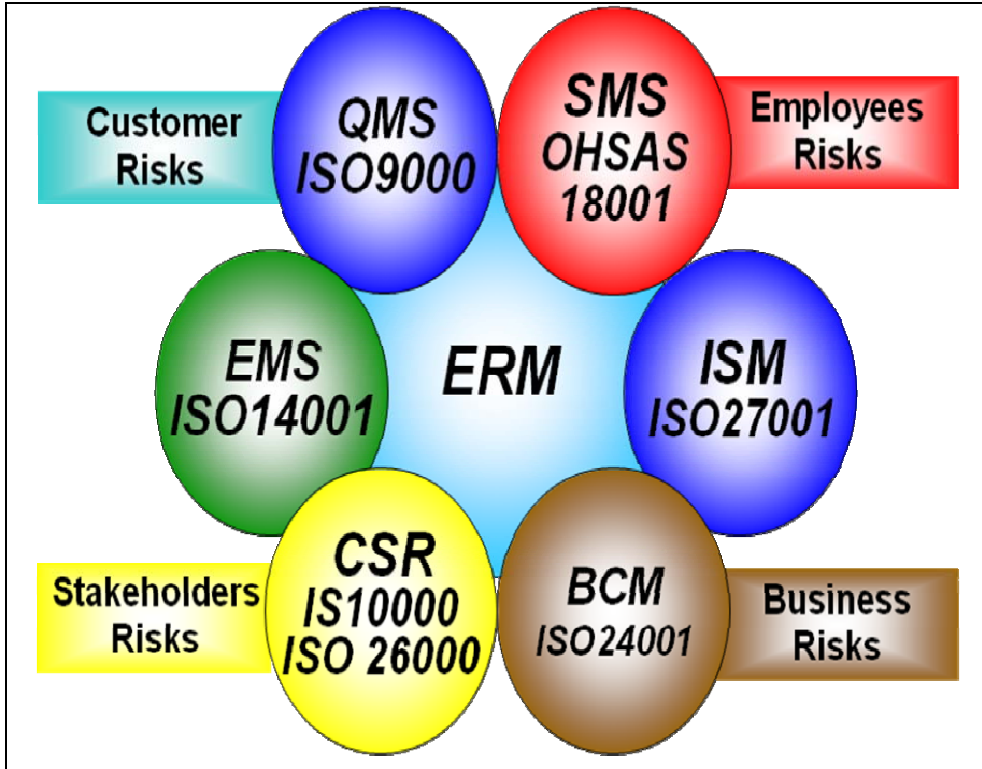 Customer
Risks
QMS
ISO9000
SMS
OHSAS
18001
Employees
Risks
EMS
ISO14001
ERM
ISM
ISO27001
Stakeholders
Risks
CSR
IS10000
ISO 26000
BCM
ISO24001
Business
Risks